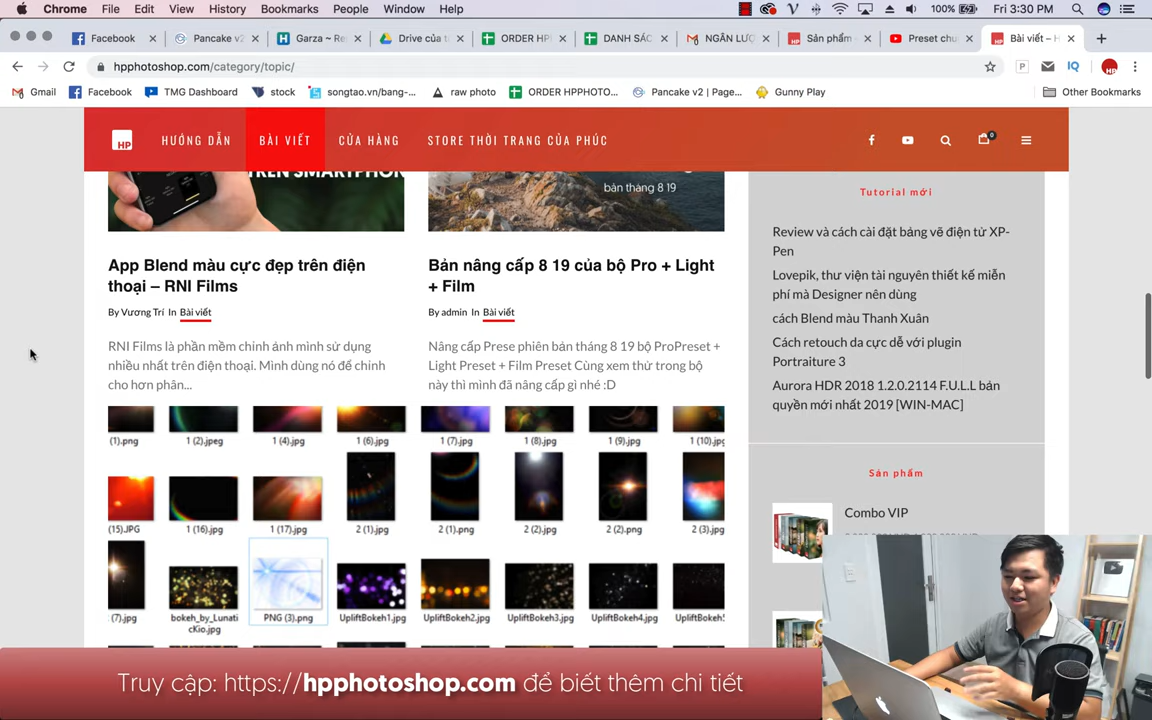 Chrome File Edit View History Bookmarks People Window Help 100% Fri 3:30 PM
Facebook Pancake v2 Garza ~ Re Drive của t ORDER HP DANH SÁC NGÂN LƯỢ Sản phẩm – Preset chu Bài viết – H
hpphotoshop.com/category/topic/
Gmail Facebook TMG Dashboard stock songtao.vn/bang-... raw photo ORDER HPPHOTO... Pancake v2 | Page... Gunny Play Other Bookmarks
HP HƯỚNG DẪN BÀI VIẾT CỬA HÀNG STORE THỜI TRANG CỦA PHÚC 0
TRÊN SMARTPHON
bản tháng 8 19
Tutorial mới
Review và cách cài đặt bảng vẽ điện tử XP-
Pen
Lovepik, thư viện tài nguyên thiết kế miễn
phí mà Designer nên dùng
cách Blend màu Thanh Xuân
Cách retouch da cực dễ với plugin
Portraiture 3
Aurora HDR 2018 1.2.0.2114 F.U.L.L bản
quyền mới nhất 2019 [WIN-MAC]
App Blend màu cực đẹp trên điện
thoại – RNI Films
By Vương Trí In Bài viết
RNI Films là phần mềm chỉnh ảnh mình sử dụng
nhiều nhất trên điện thoại. Mình dùng nó để chỉnh
cho hơn phân...
Bản nâng cấp 8 19 của bộ Pro + Light
+ Film
By admin In Bài viết
Nâng cấp Prese phiên bản tháng 8 19 bộ ProPreset +
Light Preset + Film Preset Cùng xem thử trong bộ
này thì mình đã nâng cấp gì nhé :D
(1).png 1 (2).jpeg 1 (4).jpg 1 (6).jpg 1 (7).jpg 1 (8).jpg 1 (9).jpg 1 (10).jpg
(15).JPG 1 (16).jpg 1 (17).jpg 2 (1).jpg 2 (1).png 2 (2).jpg 2 (2).png 2 (3).jpg
(7).jpg bokeh_by_Lunati
cKio.jpg PNG (3).png UpliftBokeh1.jpg UpliftBokeh2.jpg UpliftBokeh3.jpg UpliftBokeh4.jpg
Sản phẩm
Combo VIP
Truy cập: https://hpphotoshop.com để biết thêm chi tiết